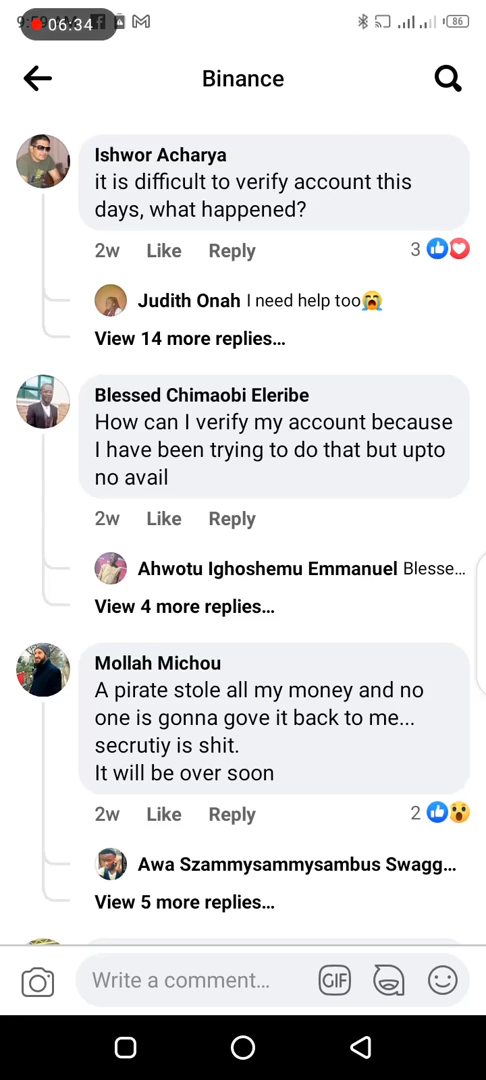 06:34
86
Binance
Ishwor Acharya
it is difficult to verify account this
days, what happened?
2w Like Reply 3
Judith Onah I need help too😭
View 14 more replies...
Blessed Chimaobi Eleribe
How can I verify my account because
I have been trying to do that but upto
no avail
2w Like Reply
Ahwotu Ighoshemu Emmanuel Blesse...
View 4 more replies...
Mollah Michou
A pirate stole all my money and no
one is gonna gove it back to me...
secrutiy is shit.
It will be over soon
2w Like Reply 2
Awa Szammysammysambus Swagg...
View 5 more replies...
Write a comment...
GIF